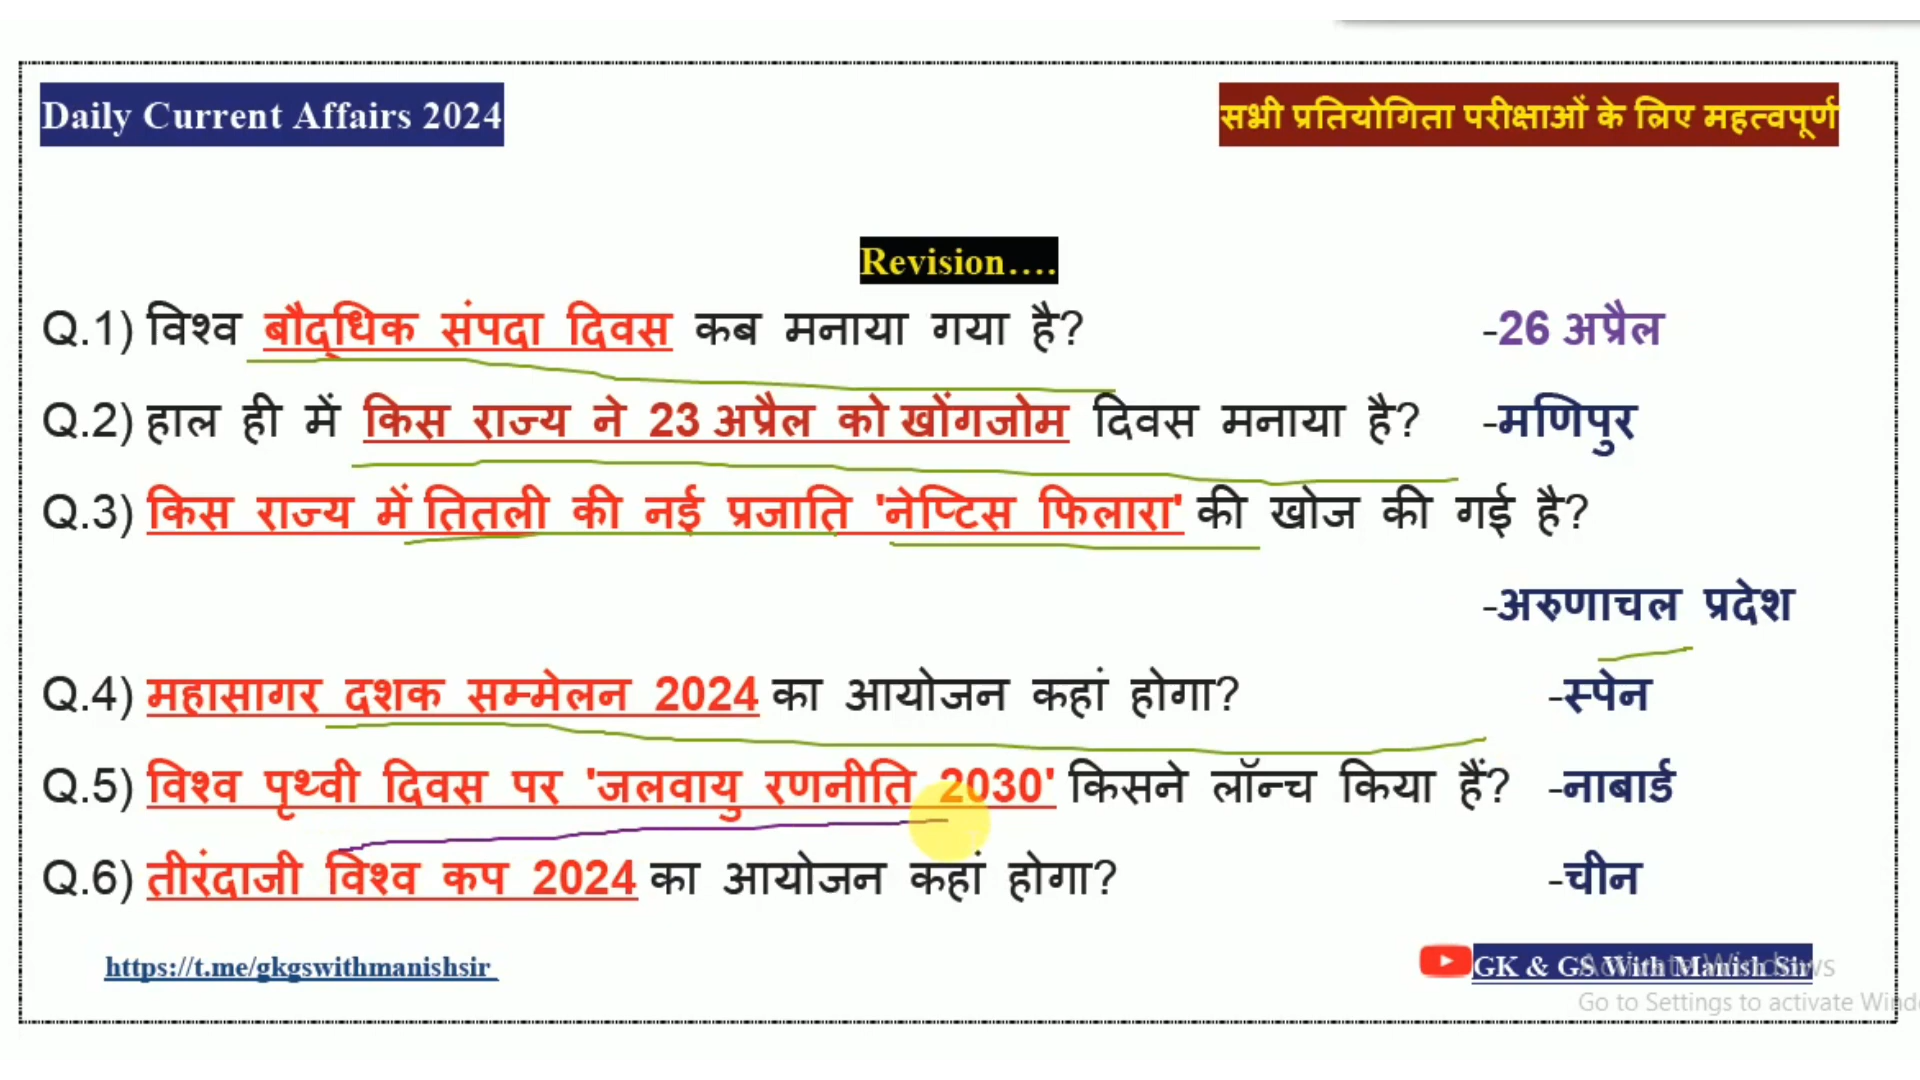 Daily Current Affairs 2024
सभी प्रतियोगिता परीक्षाओं के लिए महत्वपूर्ण
Revision....
Q.1) विश्व बौद्धिक संपदा दिवस कब मनाया गया है? -26 अप्रैल
Q.2) हाल ही में किस राज्य ने 23 अप्रैल को खोंगजोम दिवस मनाया है? -मणिपुर
Q.3) किस राज्य में तितली की नई प्रजाति 'नेप्टिस फिलारा' की खोज की गई है?
-अरुणाचल प्रदेश
Q.4) महासागर दशक सम्मेलन 2024 का आयोजन कहां होगा? -स्पेन
Q.5) विश्व पृथ्वी दिवस पर 'जलवायु रणनीति 2030' किसने लॉन्च किया हैं? -नाबार्ड
Q.6) तीरंदाजी विश्व कप 2024 का आयोजन कहां होगा? -चीन
https://t.me/gkgswithmanishsir
GK & GS With Manish Sir
Activate Windows
Go to Settings to activate Wind